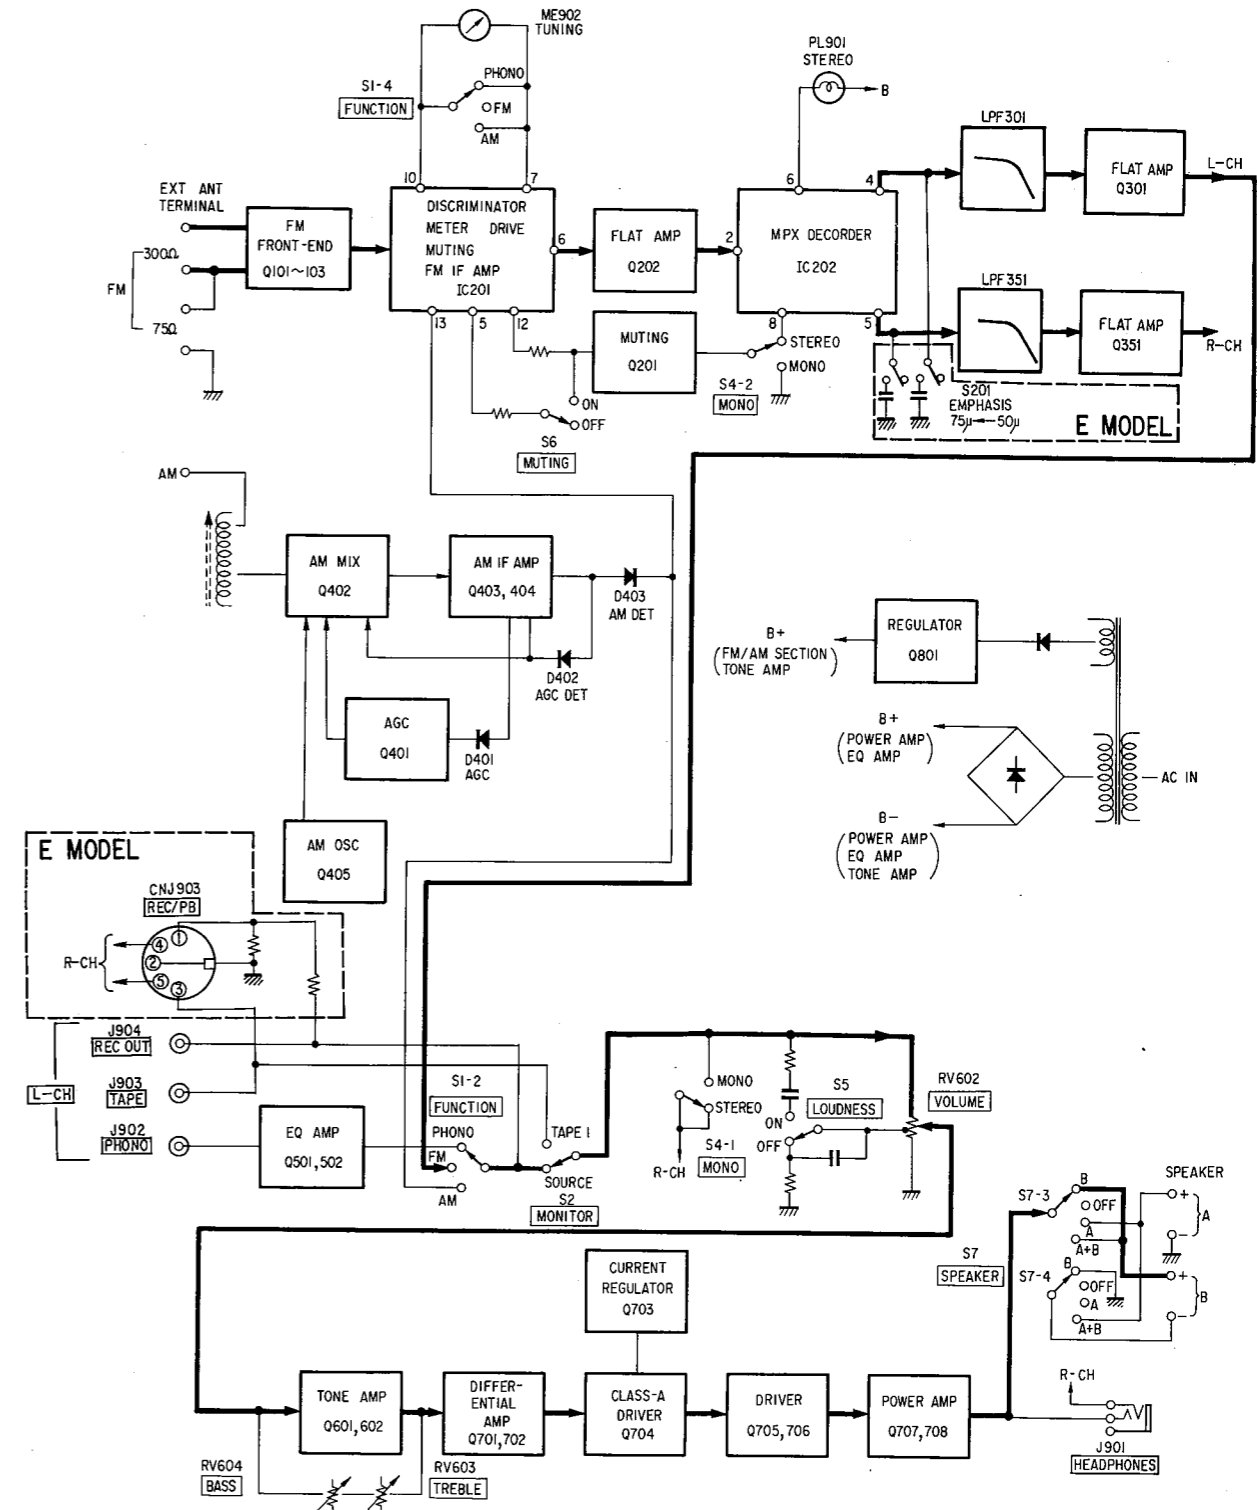 ME902
TUNING
S1-4
FUNCTION
PHONO
FM
AM
PL901
STEREO
B
EXT ANT
TERMINAL
300Ω
FM
75Ω
FM
FRONT-END
Q101~103
10
7
DISCRIMINATOR
METER DRIVE
MUTING
FM IF AMP
IC201
6
13
5
12
FLAT AMP
Q202
6
4
2
MPX DECORDER
IC202
8
5
LPF301
FLAT AMP
Q301
L-CH
LPF351
FLAT AMP
Q351
R-CH
MUTING
Q201
STEREO
MONO
S4-2
MONO
ON
OFF
S6
MUTING
S201
EMPHASIS
75μ
50μ
E MODEL
AM
AM MIX
Q402
AM IF AMP
Q403, 404
D403
AM DET
D402
AGC DET
AGC
Q401
D401
AGC
AM OSC
Q405
REGULATOR
Q801
B+
(FM/AM SECTION
TONE AMP)
B+
(POWER AMP
EQ AMP)
B-
(POWER AMP
EQ AMP
TONE AMP)
AC IN
E MODEL
CNJ903
REC/PB
R-CH
4
1
2
5
3
J904
REC OUT
J903
TAPE
L-CH
J902
PHONO
EQ AMP
Q501, 502
S1-2
FUNCTION
PHONO
FM
AM
TAPE 1
SOURCE
S2
MONITOR
MONO
STEREO
S4-1
MONO
R-CH
ON
OFF
S5
LOUDNESS
RV602
VOLUME
SPEAKER
S7-3
B
OFF
A
A+B
+
-
A
S7
SPEAKER
S7-4
B
OFF
A
A+B
+
-
B
CURRENT
REGULATOR
Q703
TONE AMP
Q601, 602
DIFFER-
ENTIAL
AMP
Q701, 702
CLASS-A
DRIVER
Q704
DRIVER
Q705, 706
POWER AMP
Q707, 708
R-CH
J901
HEADPHONES
RV604
BASS
RV603
TREBLE